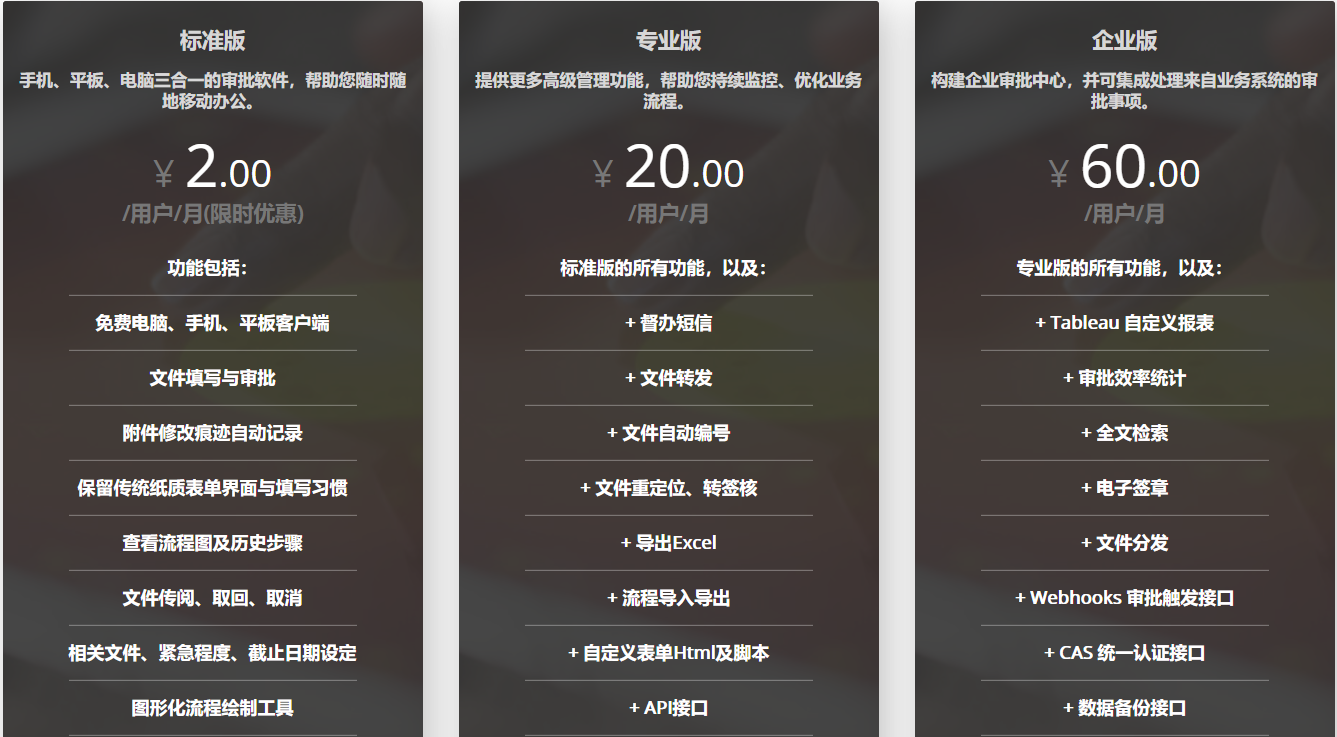 标准版
手机、平板、电脑三合一的审批软件，帮助您随时随
地移动办公。
¥ 2.00
/用户/月(限时优惠)
功能包括：
免费电脑、手机、平板客户端
文件填写与审批
附件修改痕迹自动记录
保留传统纸质表单界面与填写习惯
查看流程图及历史步骤
文件传阅、取回、取消
相关文件、紧急程度、截止日期设定
图形化流程绘制工具
专业版
提供更多高级管理功能，帮助您持续监控、优化业务
流程。
¥ 20.00
/用户/月
标准版的所有功能，以及：
+ 督办短信
+ 文件转发
+ 文件自动编号
+ 文件重定位、转签核
+ 导出Excel
+ 流程导入导出
+ 自定义表单Html及脚本
+ API接口
企业版
构建企业审批中心，并可集成处理来自业务系统的审
批事项。
¥ 60.00
/用户/月
专业版的所有功能，以及：
+ Tableau 自定义报表
+ 审批效率统计
+ 全文检索
+ 电子签章
+ 文件分发
+ Webhooks 审批触发接口
+ CAS 统一认证接口
+ 数据备份接口